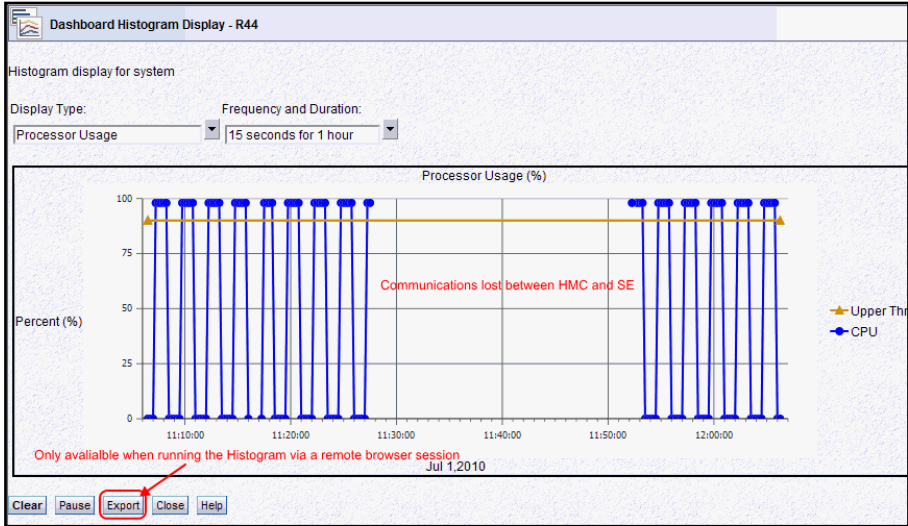 Dashboard Histogram Display - R44
Histogram display for system
Display Type: Frequency and Duration:
Processor Usage 15 seconds for 1 hour
Processor Usage (%)
100
75
Communications lost between HMC and SE
50
Percent (%)
Upper Thr
CPU
25
0
11:10:00 11:20:00 11:30:00 11:40:00 11:50:00 12:00:00
Only avalialble when running the Histogram via a remote browser session
Jul 1,2010
Clear Pause Export Close Help